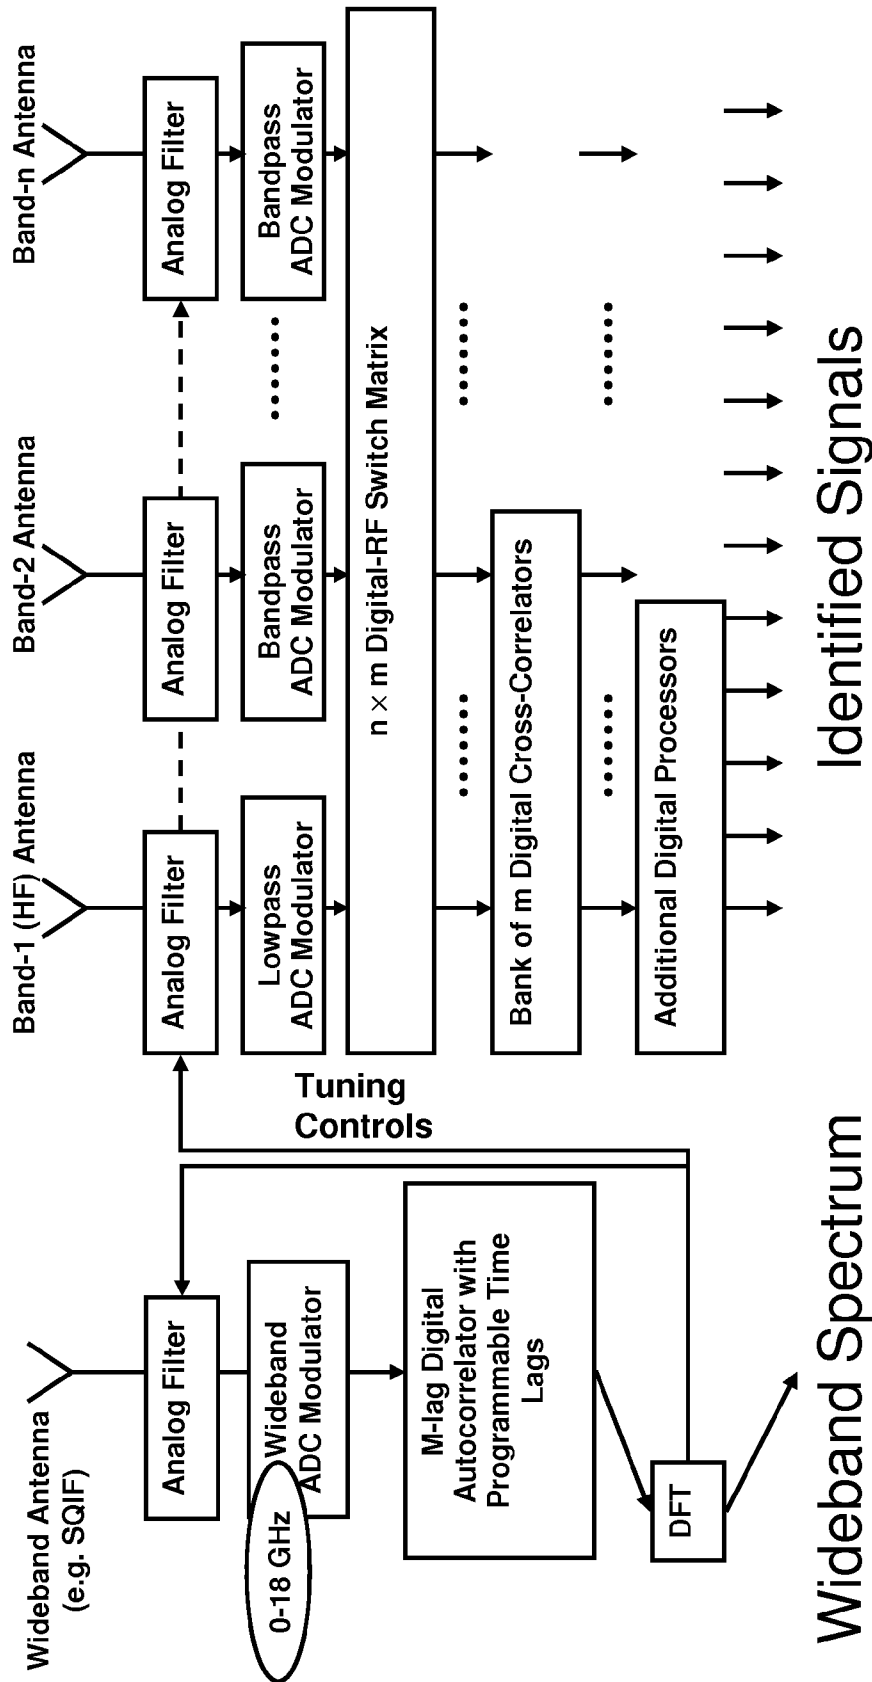 Wideband Antenna
(e.g. SQIF)
Band-1 (HF) Antenna
Band-2 Antenna
Band-n Antenna
Analog Filter
Analog Filter
Analog Filter
Analog Filter
0-18 GHz
Wideband
ADC Modulator
Lowpass
ADC Modulator
Bandpass
ADC Modulator
Bandpass
ADC Modulator
Tuning
Controls
n × m Digital-RF Switch Matrix
M-lag Digital
Autocorrelator with
Programmable Time
Lags
Bank of m Digital Cross-Correlators
DFT
Additional Digital Processors
Wideband Spectrum
Identified Signals